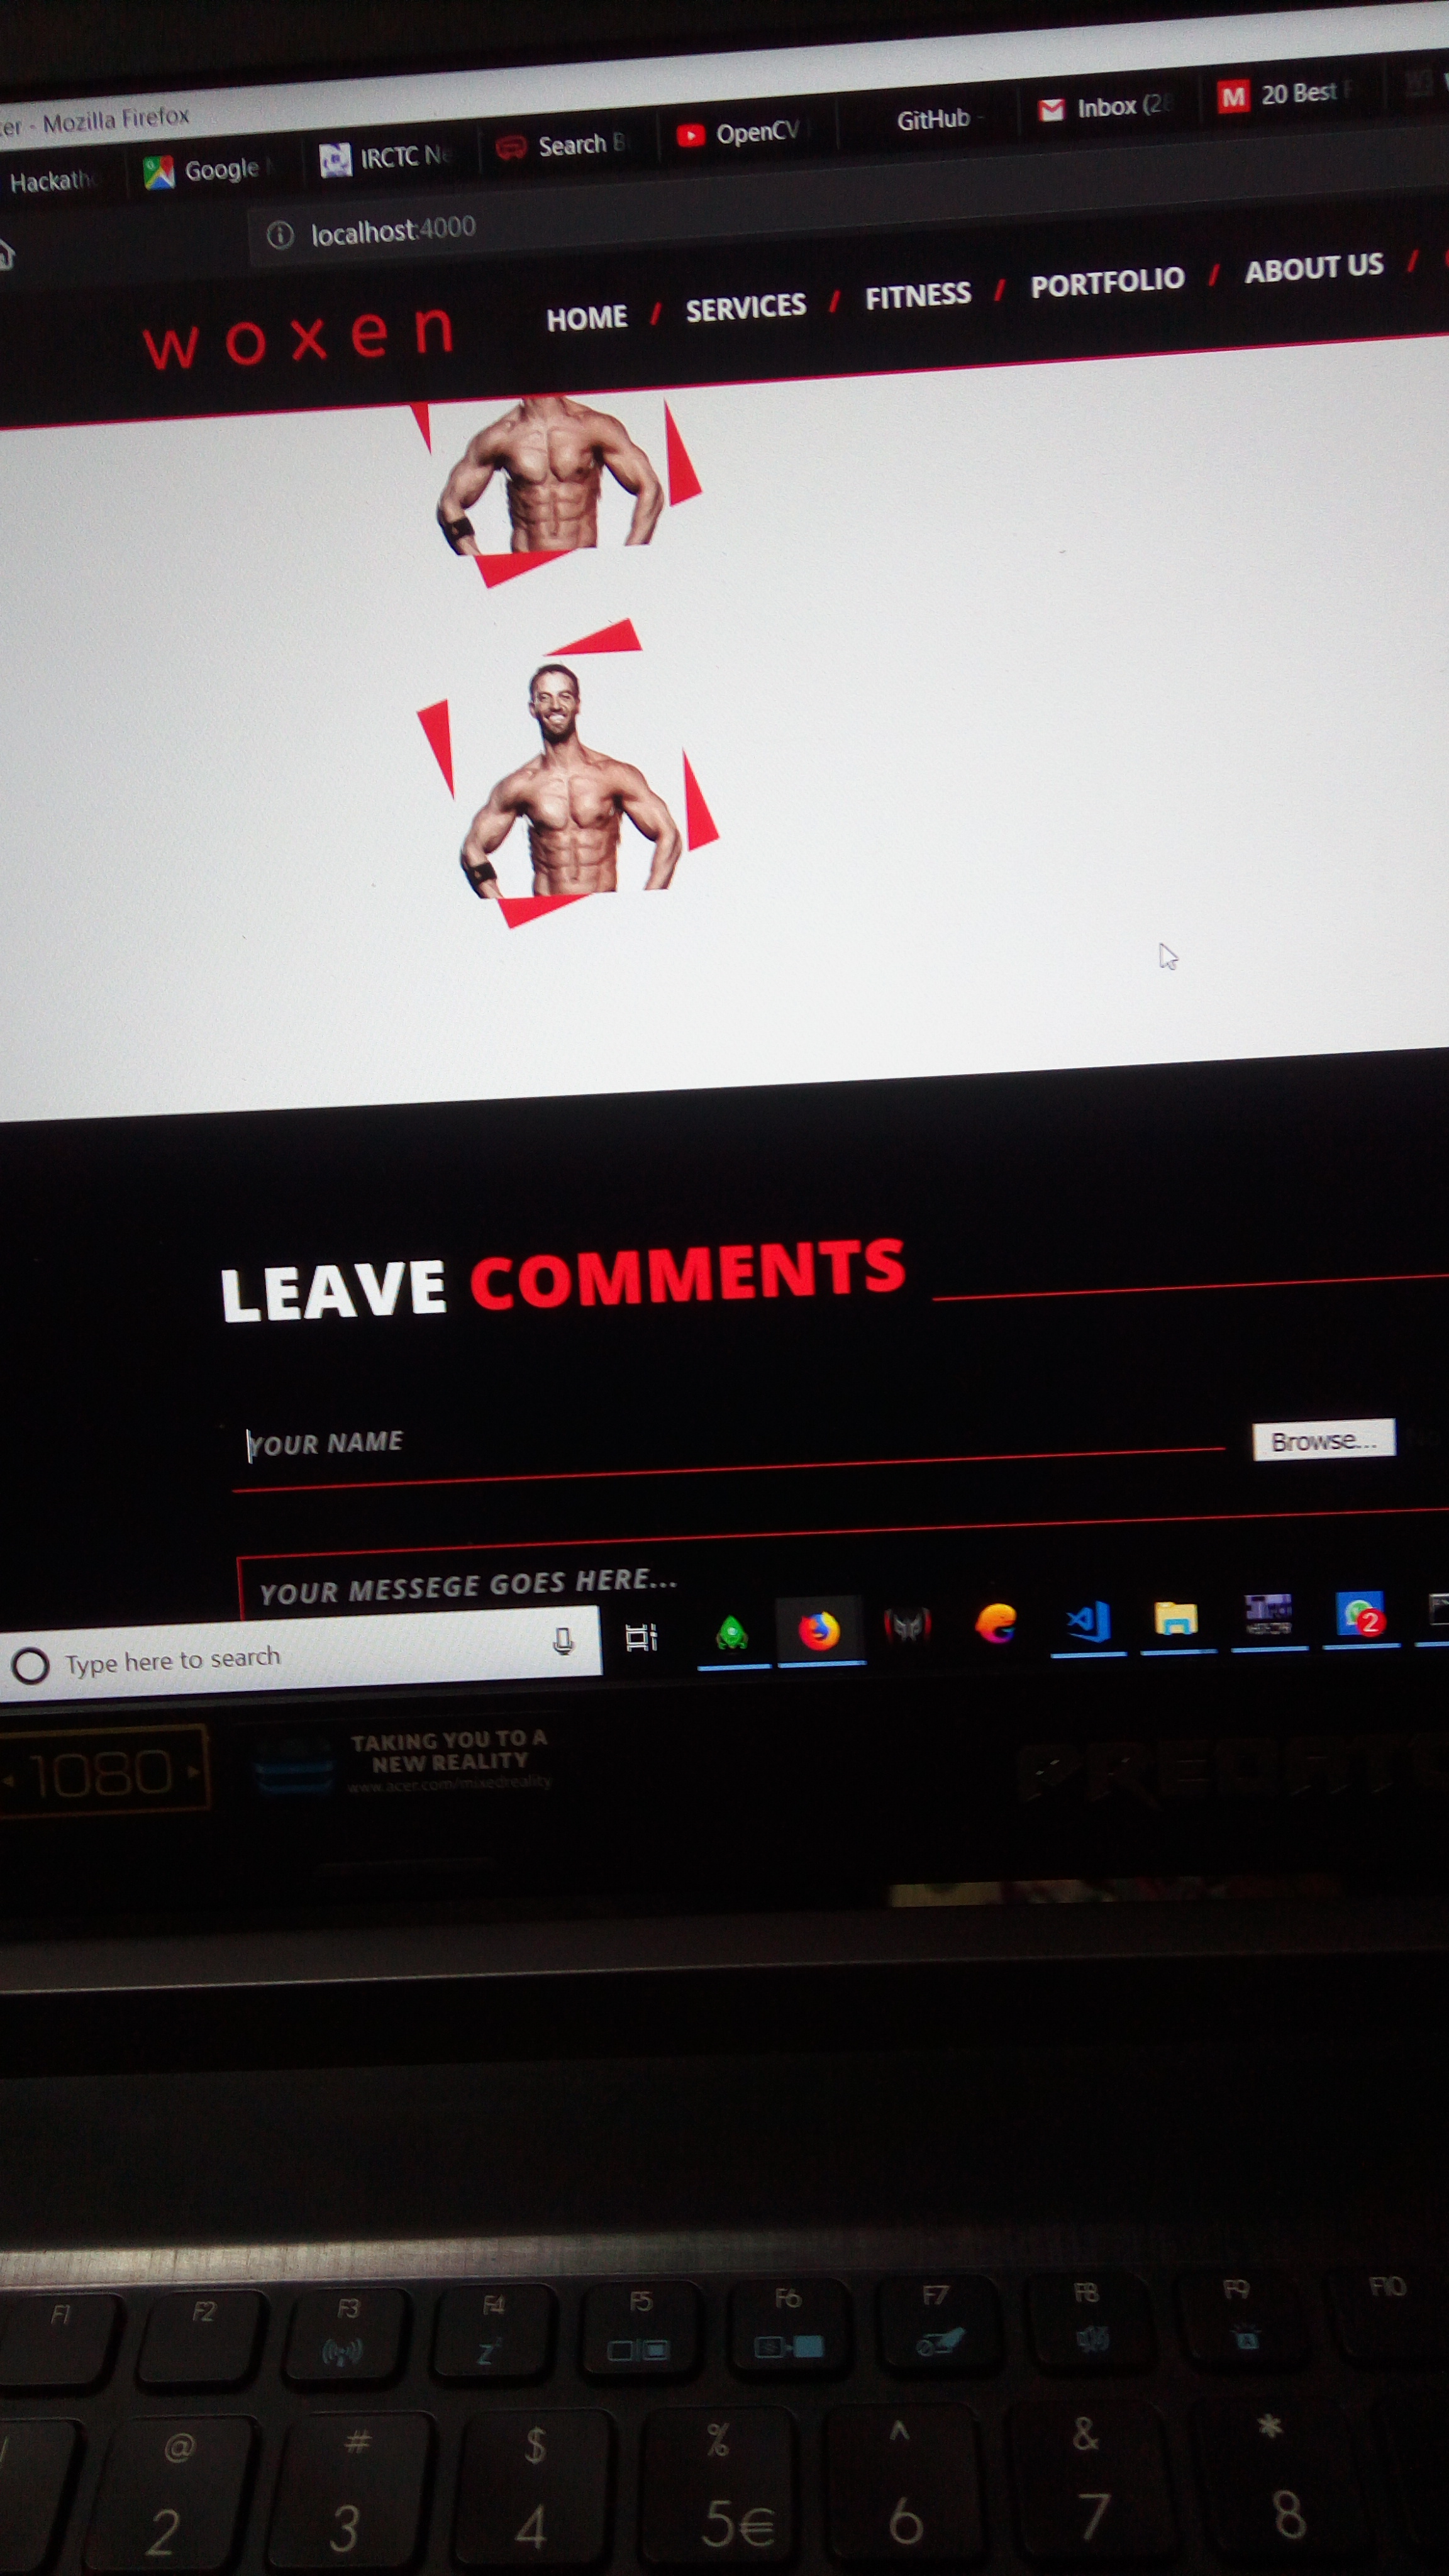 er - Mozilla Firefox
Hackath
Google
IRCTC Ne
Search B
OpenCV
GitHub -
Inbox (28
M 20 Best F
localhost:4000
woxen
HOME / SERVICES / FITNESS / PORTFOLIO / ABOUT US /
LEAVE COMMENTS
YOUR NAME
Browse...
YOUR MESSEGE GOES HERE...
Type here to search
2
1080
TAKING YOU TO A
NEW REALITY
www.acer.com/mixedreality
PREDATO
F1 F2 F3 F4 F5 F6 F7 F8 F9 F10
Z
@ # $ % ^ & *
2 3 4 5€ 6 7 8